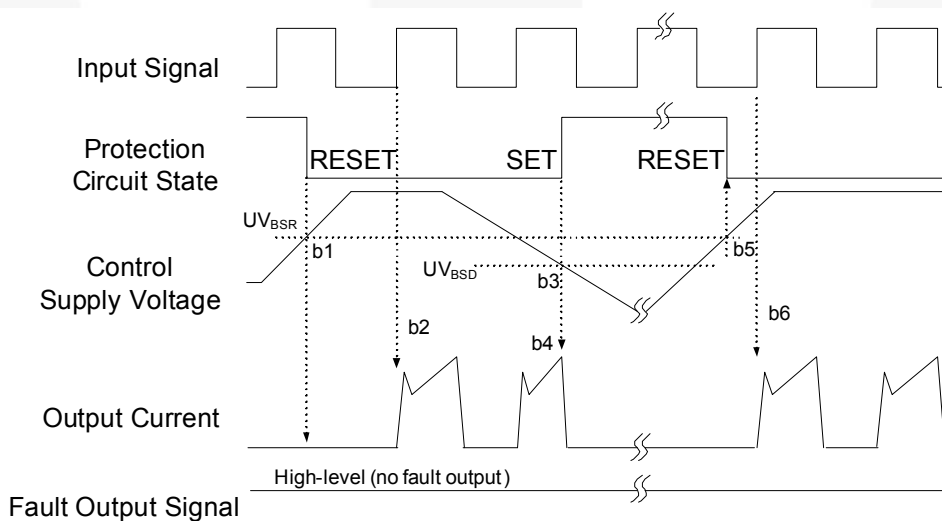 Input Signal
Protection
Circuit State
RESET
SET
RESET
UVBSR
b1
b5
Control
Supply Voltage
UVBSD
b3
b2
b4
b6
Output Current
High-level (no fault output)
Fault Output Signal